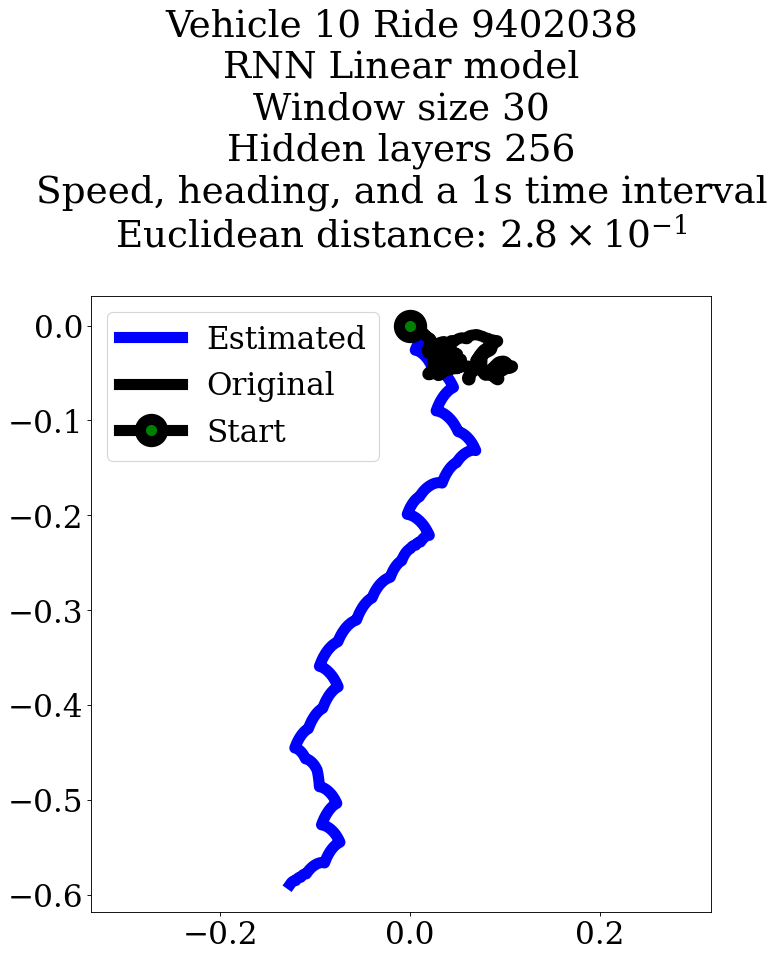 Vehicle 10 Ride 9402038
RNN Linear model
Window size 30
Hidden layers 256
Speed, heading, and a 1s time interval
Euclidean distance: 2.8 × 10⁻¹
Estimated
Original
Start
0.0
−0.1
−0.2
−0.3
−0.4
−0.5
−0.6
−0.2 0.0 0.2